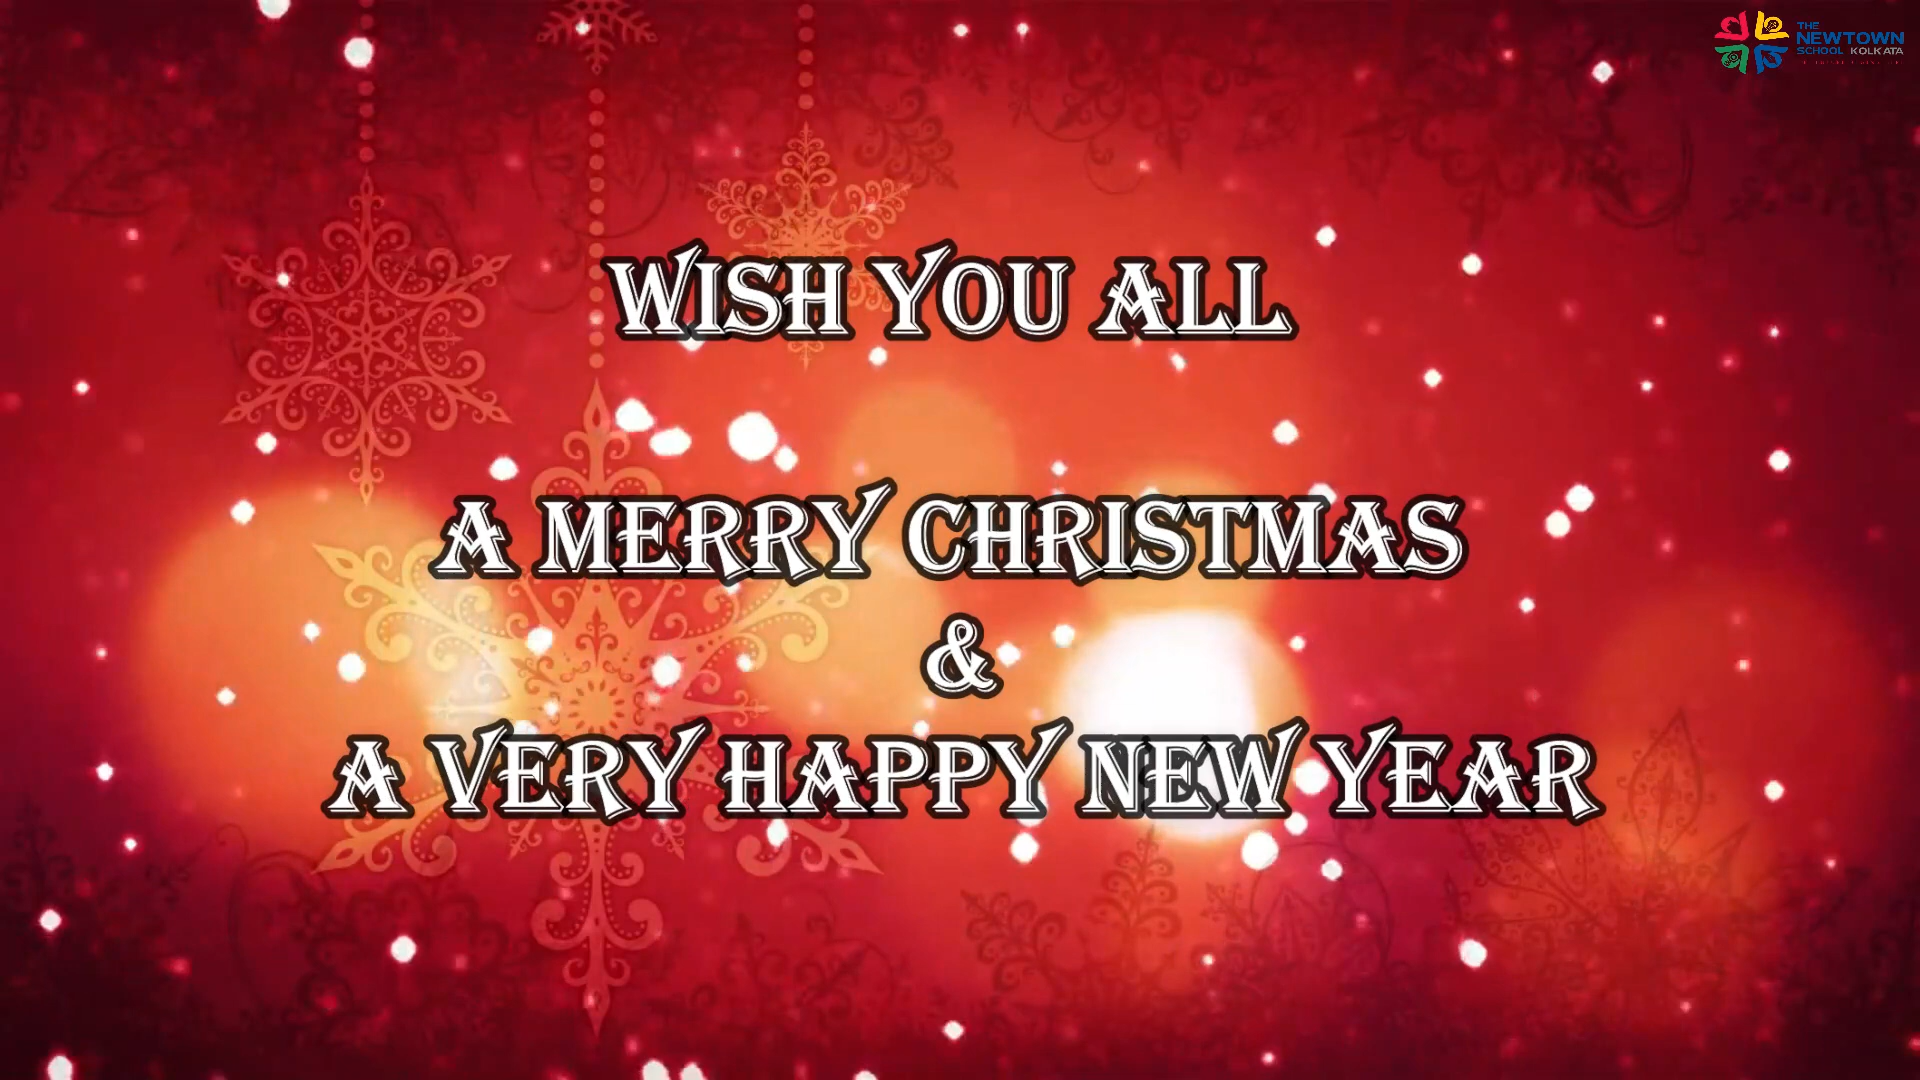 THE
NEWTOWN
SCHOOL KOLKATA
WISH YOU ALL
A MERRY CHRISTMAS
&
A VERY HAPPY NEW YEAR